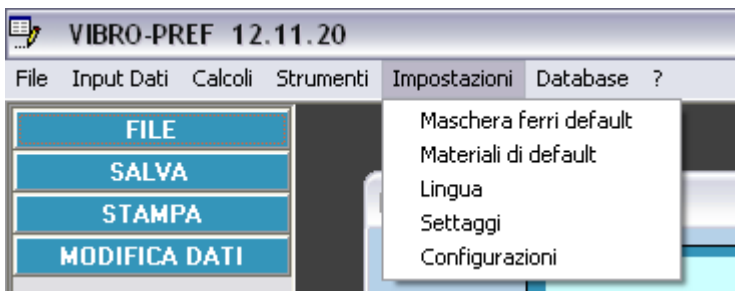 VIBRO-PREF 12.11.20
File Input Dati Calcoli Strumenti Impostazioni Database ?
FILE
SALVA
STAMPA
MODIFICA DATI
Maschera ferri default
Materiali di default
Lingua
Settaggi
Configurazioni